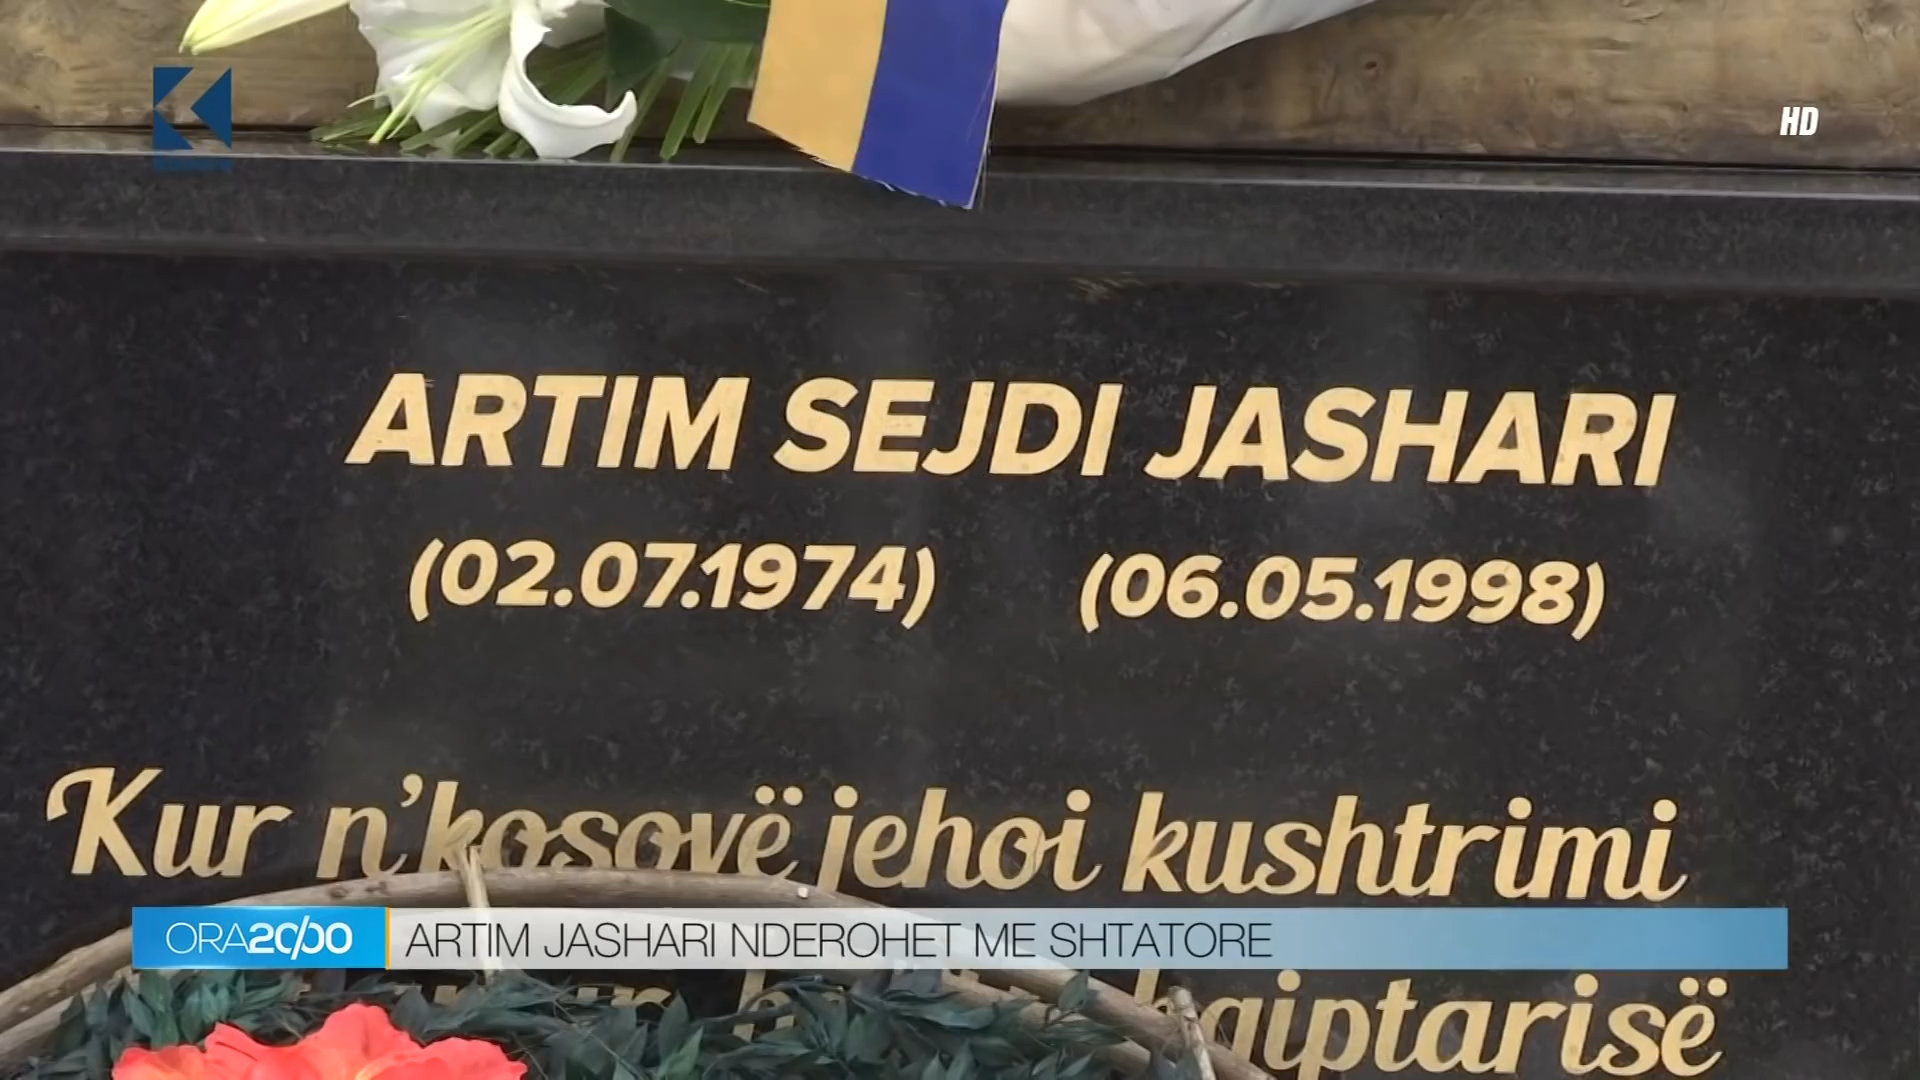 HD
ARTIM SEJDI JASHARI
(02.07.1974) (06.05.1998)
Kur n'kosovë jehoi kushtrimi
ORA20/00 ARTIM JASHARI NDEROHET ME SHTATORE